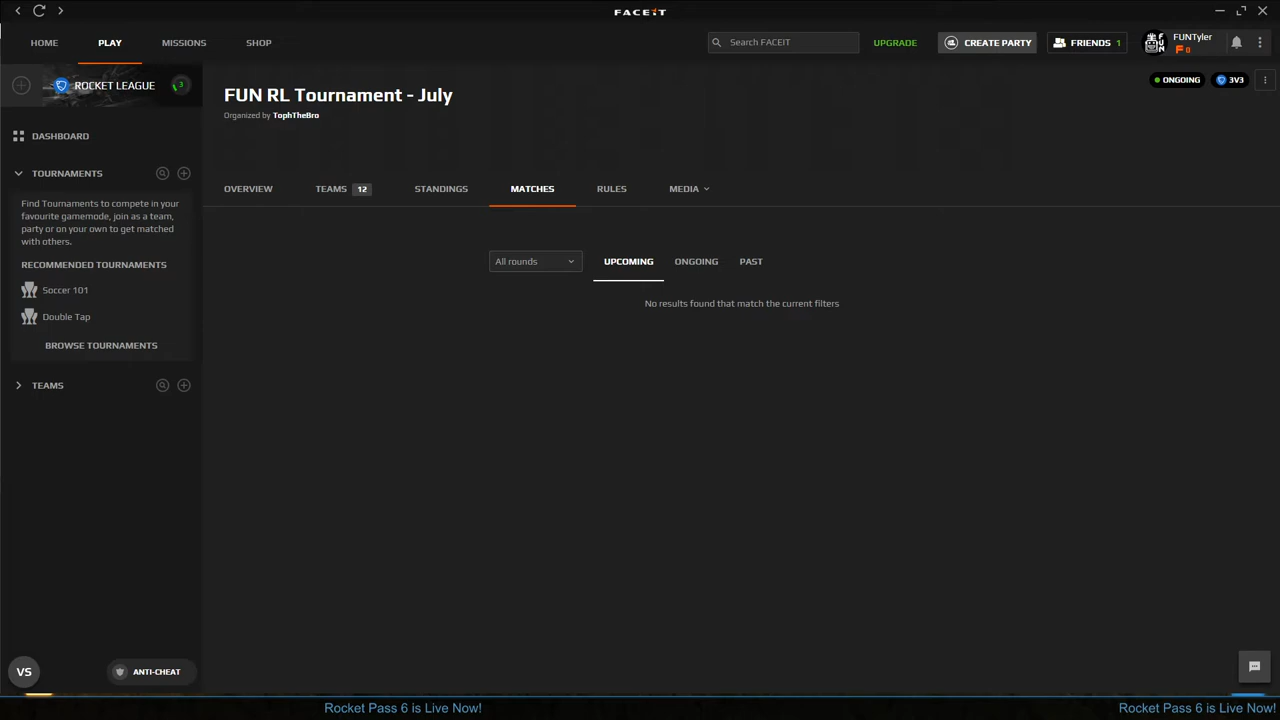 FACEIT
HOME
PLAY
MISSIONS
SHOP
Search FACEIT
UPGRADE
CREATE PARTY
FRIENDS 1
FUN
FUNTyler
0
ROCKET LEAGUE
3
DASHBOARD
TOURNAMENTS
Find Tournaments to compete in your
favourite gamemode, join as a team,
party or on your own to get matched
with others.
RECOMMENDED TOURNAMENTS
Soccer 101
Double Tap
BROWSE TOURNAMENTS
TEAMS
VS
ANTI-CHEAT
FUN RL Tournament - July
Organized by TophTheBro
ONGOING
3V3
OVERVIEW
TEAMS 12
STANDINGS
MATCHES
RULES
MEDIA
All rounds
UPCOMING
ONGOING
PAST
No results found that match the current filters
Rocket Pass 6 is Live Now!
Rocket Pass 6 is Live Now!